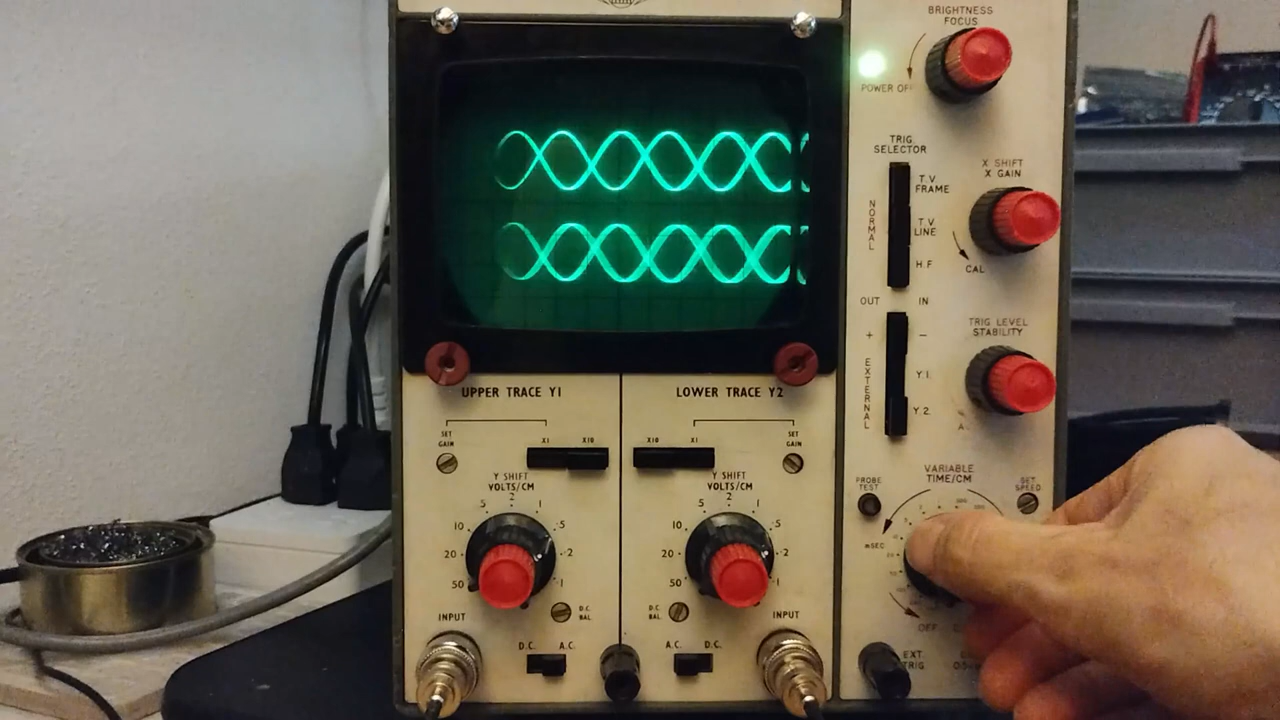 BRIGHTNESS
FOCUS
POWER OFF
TRIG
SELECTOR
T.V
FRAME
NORMAL
T.V
LINE
H.F
X SHIFT
X GAIN
CAL
OUT
IN
+
−
EXTERNAL
Y.1.
Y.2.
TRIG LEVEL
STABILITY
UPPER TRACE Y1
LOWER TRACE Y2
SET
GAIN
X1
X10
X10
X1
SET
GAIN
Y SHIFT
VOLTS/CM
5
2
.1
10
.5
20
.2
50
.1
Y SHIFT
VOLTS/CM
5
2
.1
10
.5
20
.2
50
.1
D.C.
BAL
D.C.
BAL
INPUT
INPUT
D.C.
A.C.
A.C.
D.C.
VARIABLE
TIME/CM
PROBE
TEST
SET
SPEED
mSEC
OFF
EXT
TRIG